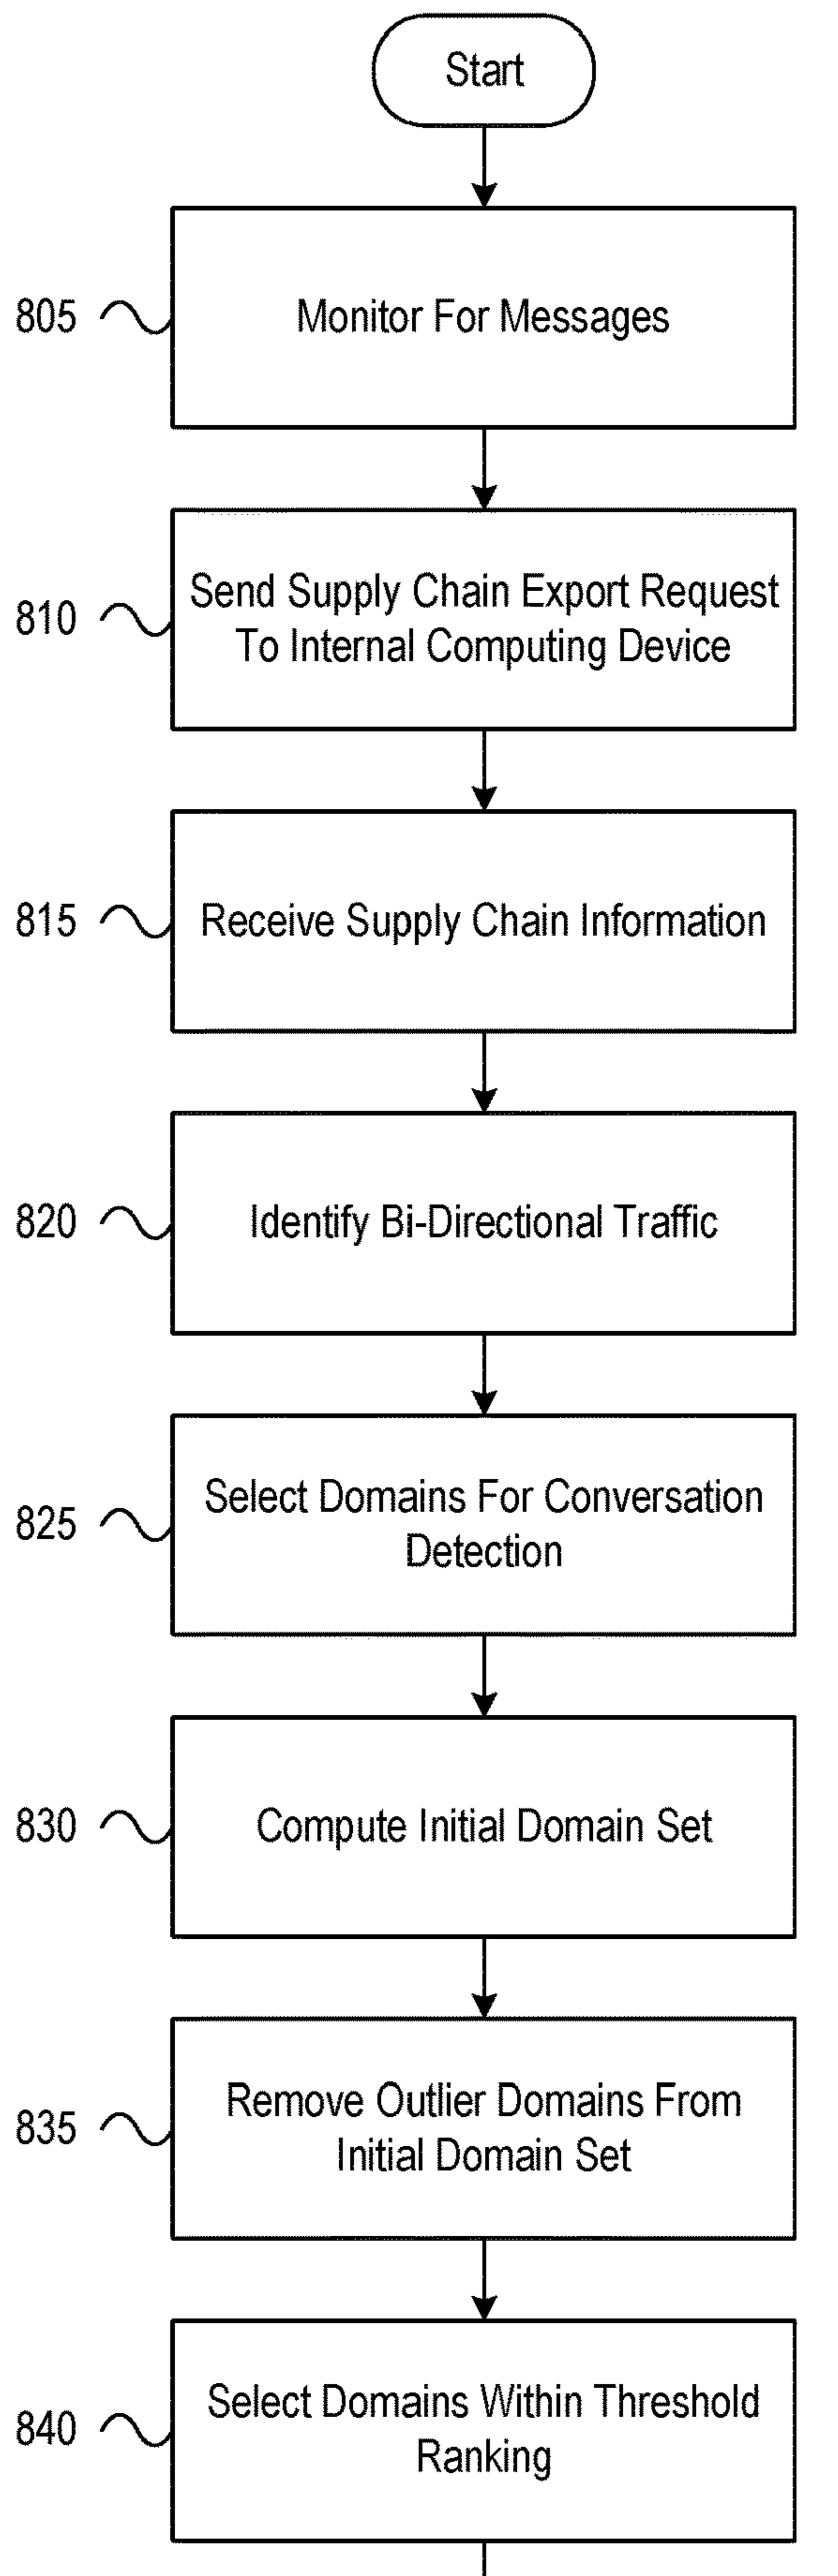 Start
805
Monitor For Messages
810
Send Supply Chain Export Request
To Internal Computing Device
815
Receive Supply Chain Information
820
Identify Bi-Directional Traffic
825
Select Domains For Conversation
Detection
830
Compute Initial Domain Set
835
Remove Outlier Domains From
Initial Domain Set
840
Select Domains Within Threshold
Ranking